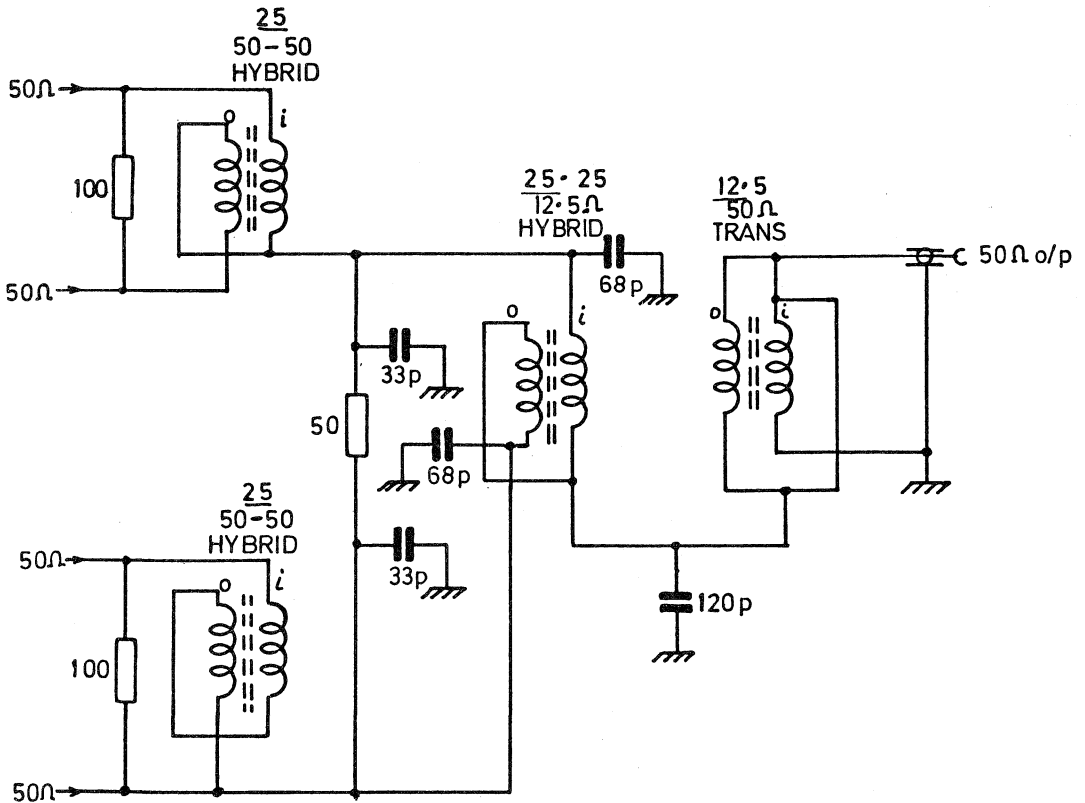 25
50-50
HYBRID
50Ω
o i
100
50Ω
25·25
12·5Ω
HYBRID
68p
12·5
50Ω
TRANS
50Ω o/p
o i
o i
33p
50
68p
33p
25
50-50
HYBRID
50Ω
o i
120p
100
50Ω